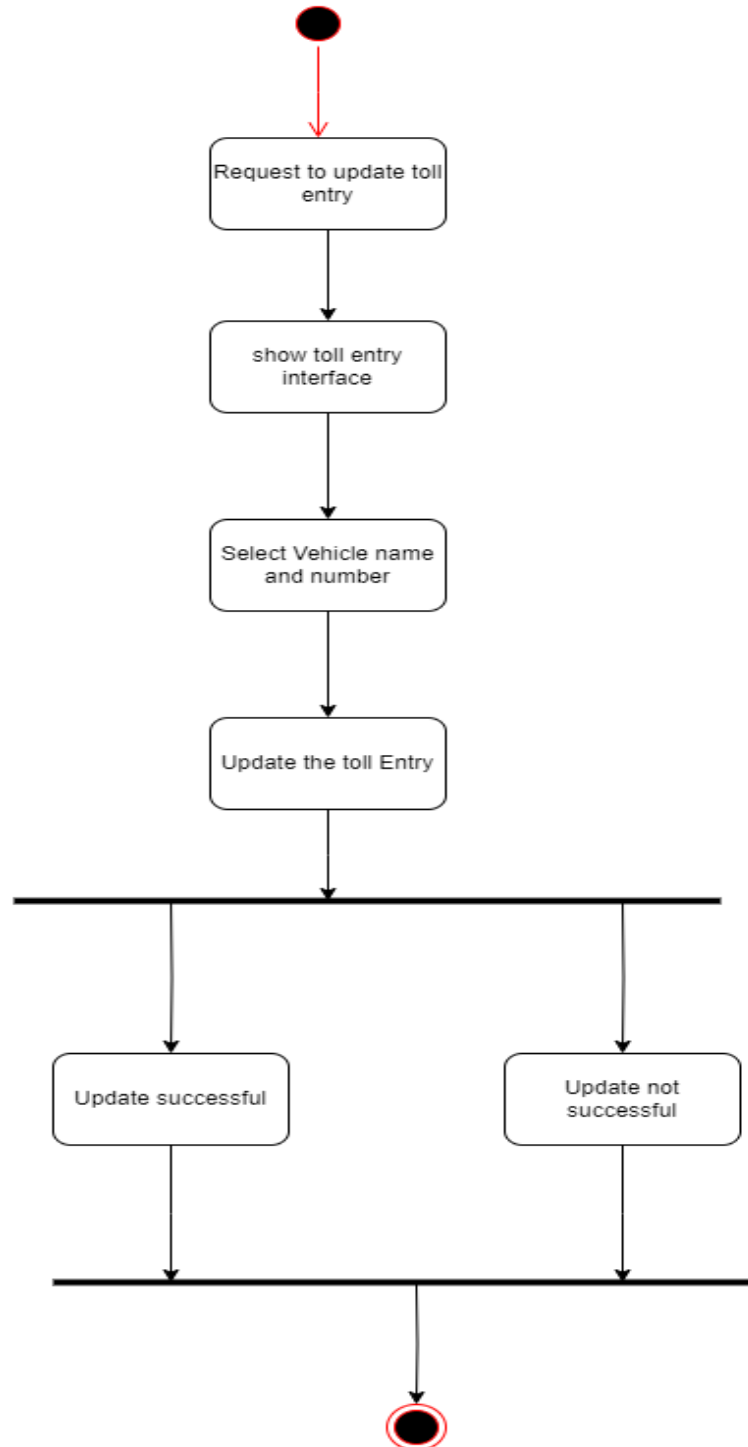 Request to update toll
entry
show toll entry
interface
Select Vehicle name
and number
Update the toll Entry
Update successful
Update not
successful